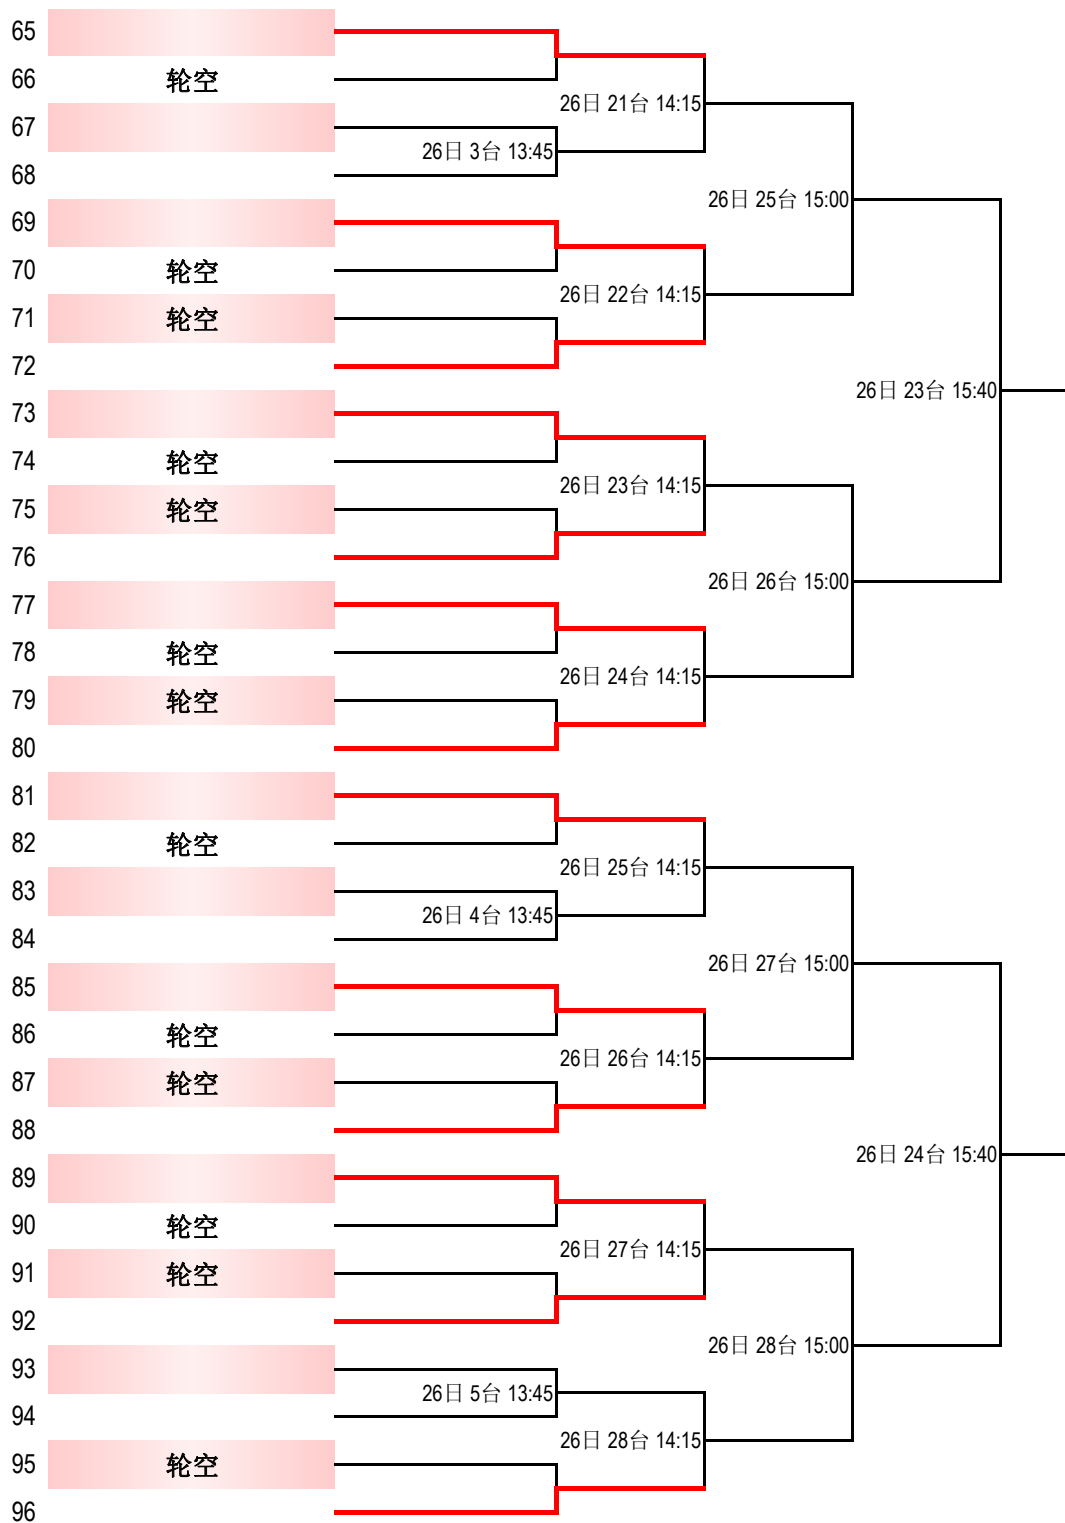 65
66 轮空
26日 21台 14:15
67
26日 3台 13:45
68
26日 25台 15:00
69
70 轮空
26日 22台 14:15
71 轮空
72
26日 23台 15:40
73
74 轮空
26日 23台 14:15
75 轮空
76
26日 26台 15:00
77
78 轮空
26日 24台 14:15
79 轮空
80
81
82 轮空
26日 25台 14:15
83
26日 4台 13:45
84
26日 27台 15:00
85
86 轮空
26日 26台 14:15
87 轮空
88
26日 24台 15:40
89
90 轮空
26日 27台 14:15
91 轮空
92
26日 28台 15:00
93
26日 5台 13:45
94
26日 28台 14:15
95 轮空
96